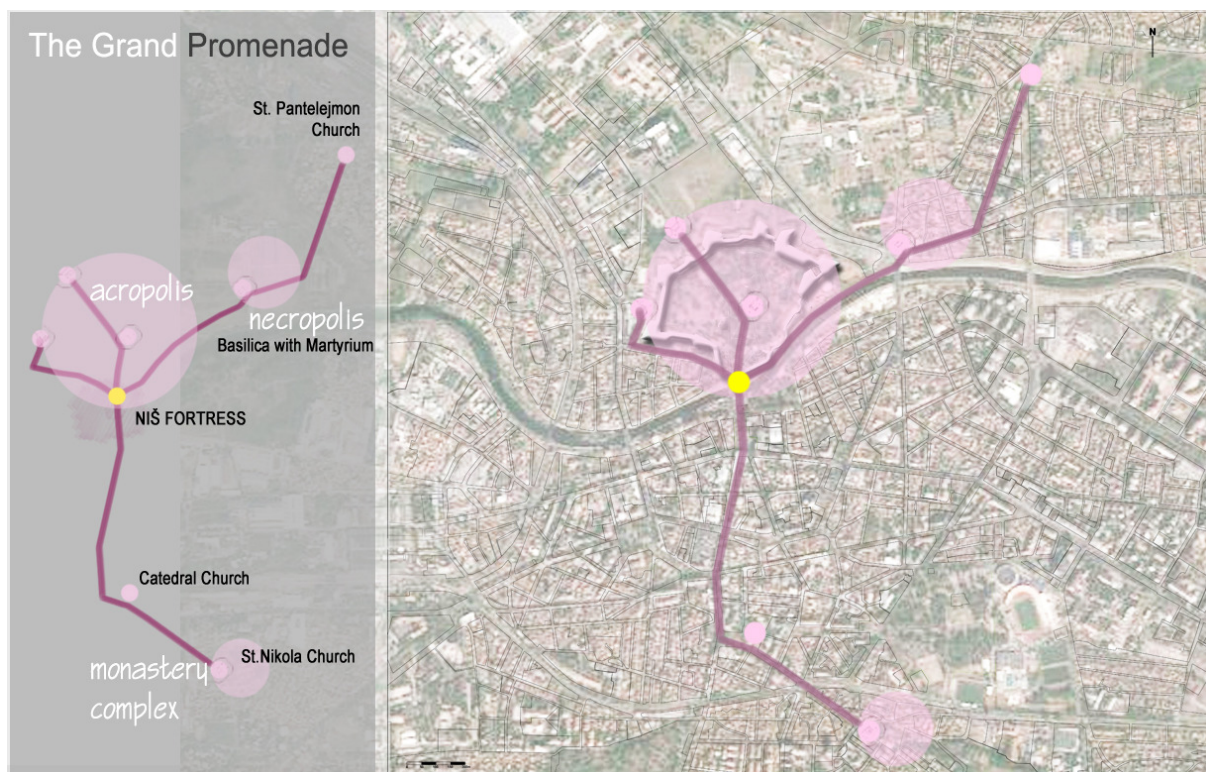 The Grand Promenade
N
St. Pantelejmon
Church
acropolis
necropolis
Basilica with Martyrium
NIŠ FORTRESS
Catedral Church
St.Nikola Church
monastery
complex